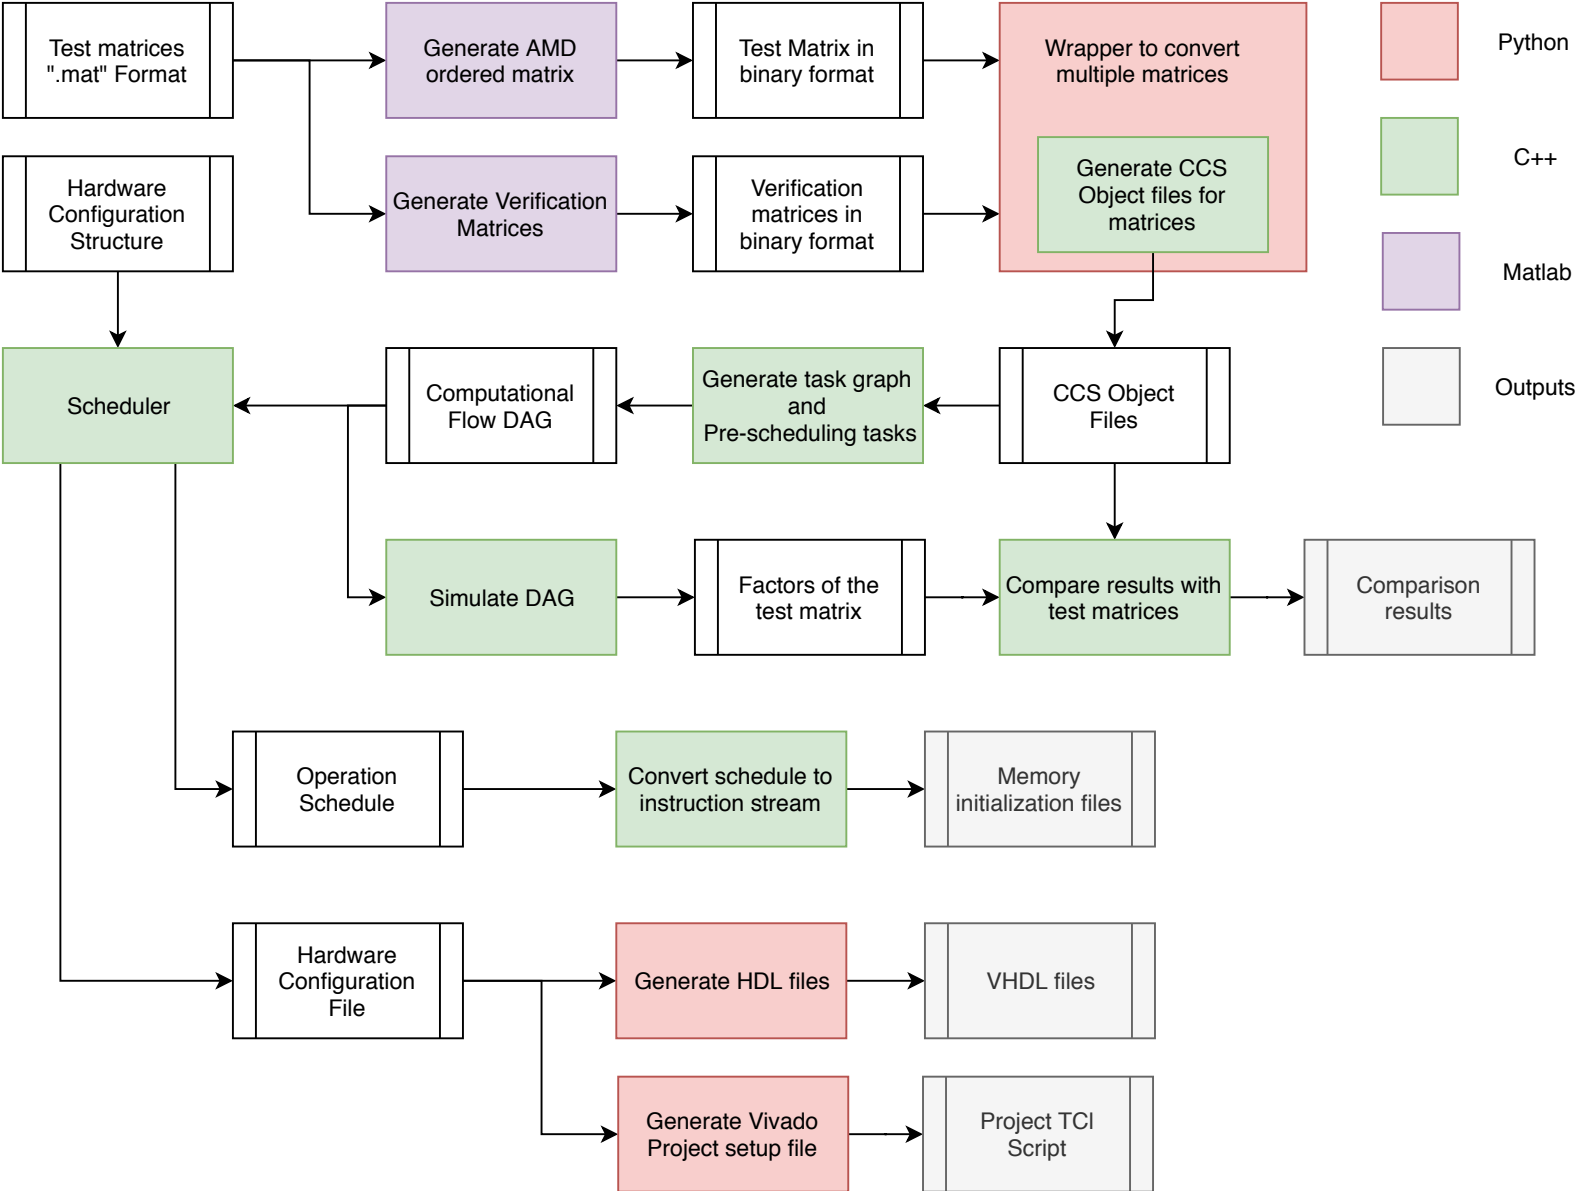 Test matrices
".mat" Format
Generate AMD
ordered matrix
Test Matrix in
binary format
Wrapper to convert
multiple matrices
Python
Hardware
Configuration
Structure
Generate Verification
Matrices
Verification
matrices in
binary format
Generate CCS
Object files for
matrices
C++
Matlab
Scheduler
Computational
Flow DAG
Generate task graph
and
Pre-scheduling tasks
CCS Object
Files
Outputs
Simulate DAG
Factors of the
test matrix
Compare results with
test matrices
Comparison
results
Operation
Schedule
Convert schedule to
instruction stream
Memory
initialization files
Hardware
Configuration
File
Generate HDL files
VHDL files
Generate Vivado
Project setup file
Project TCl
Script